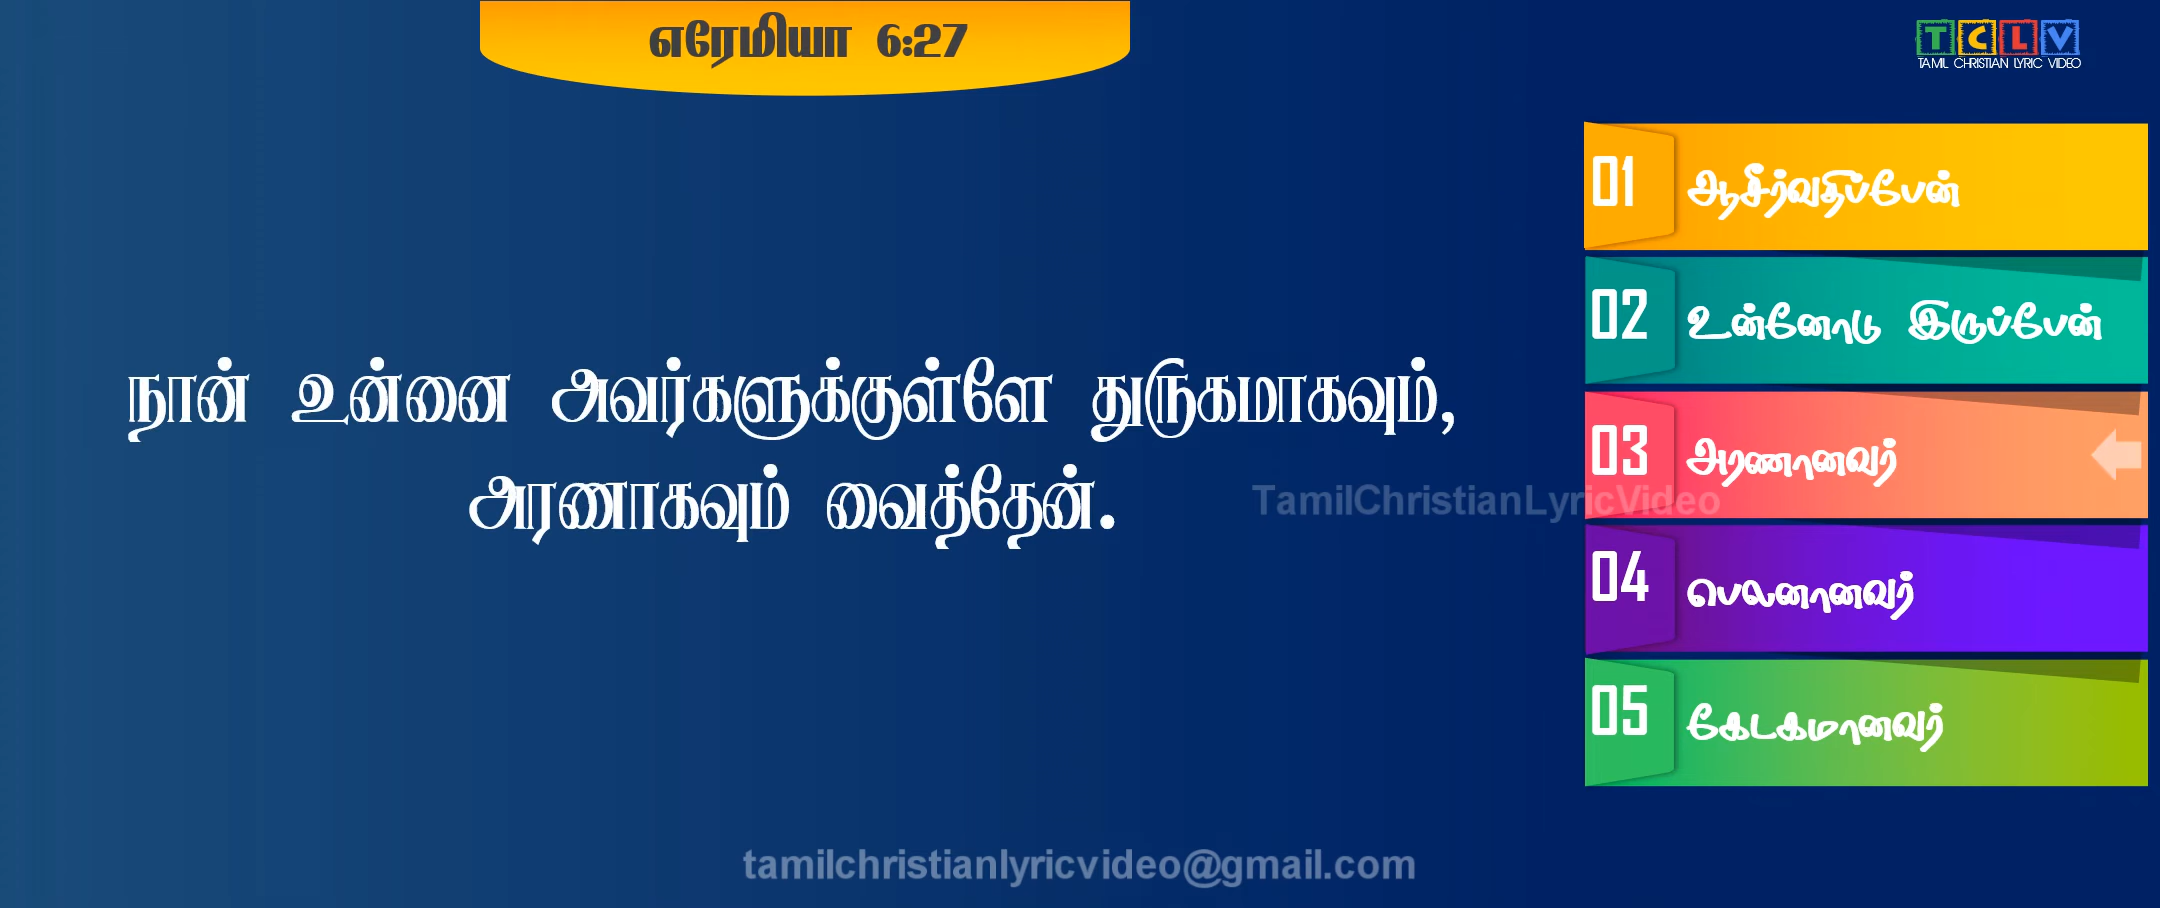 எரேமியா 6:27
TCLV
TAMIL CHRISTIAN LYRIC VIDEO
நான் உன்னை அவர்களுக்குள்ளே துருகமாகவும்,
அரணாகவும் வைத்தேன்.
01 ஆசீர்வதிப்பேன்
02 உன்னோடு இருப்பேன்
03 அரணானவர்
04 பெலனானவர்
05 கேடகமானவர்
TamilChristianLyricVideo
tamilchristianlyricvideo@gmail.com